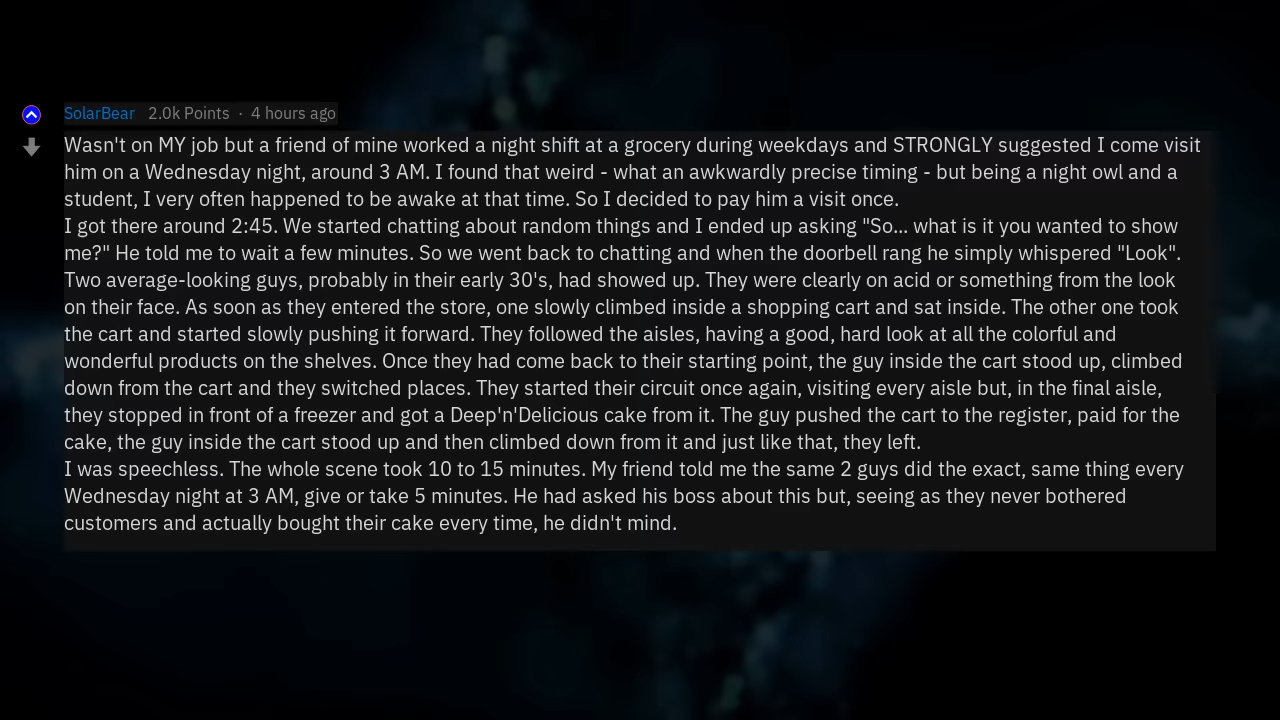 SolarBear 2.0k Points · 4 hours ago
Wasn't on MY job but a friend of mine worked a night shift at a grocery during weekdays and STRONGLY suggested I come visit
him on a Wednesday night, around 3 AM. I found that weird - what an awkwardly precise timing - but being a night owl and a
student, I very often happened to be awake at that time. So I decided to pay him a visit once.
I got there around 2:45. We started chatting about random things and I ended up asking "So... what is it you wanted to show
me?" He told me to wait a few minutes. So we went back to chatting and when the doorbell rang he simply whispered "Look".
Two average-looking guys, probably in their early 30's, had showed up. They were clearly on acid or something from the look
on their face. As soon as they entered the store, one slowly climbed inside a shopping cart and sat inside. The other one took
the cart and started slowly pushing it forward. They followed the aisles, having a good, hard look at all the colorful and
wonderful products on the shelves. Once they had come back to their starting point, the guy inside the cart stood up, climbed
down from the cart and they switched places. They started their circuit once again, visiting every aisle but, in the final aisle,
they stopped in front of a freezer and got a Deep'n'Delicious cake from it. The guy pushed the cart to the register, paid for the
cake, the guy inside the cart stood up and then climbed down from it and just like that, they left.
I was speechless. The whole scene took 10 to 15 minutes. My friend told me the same 2 guys did the exact, same thing every
Wednesday night at 3 AM, give or take 5 minutes. He had asked his boss about this but, seeing as they never bothered
customers and actually bought their cake every time, he didn't mind.